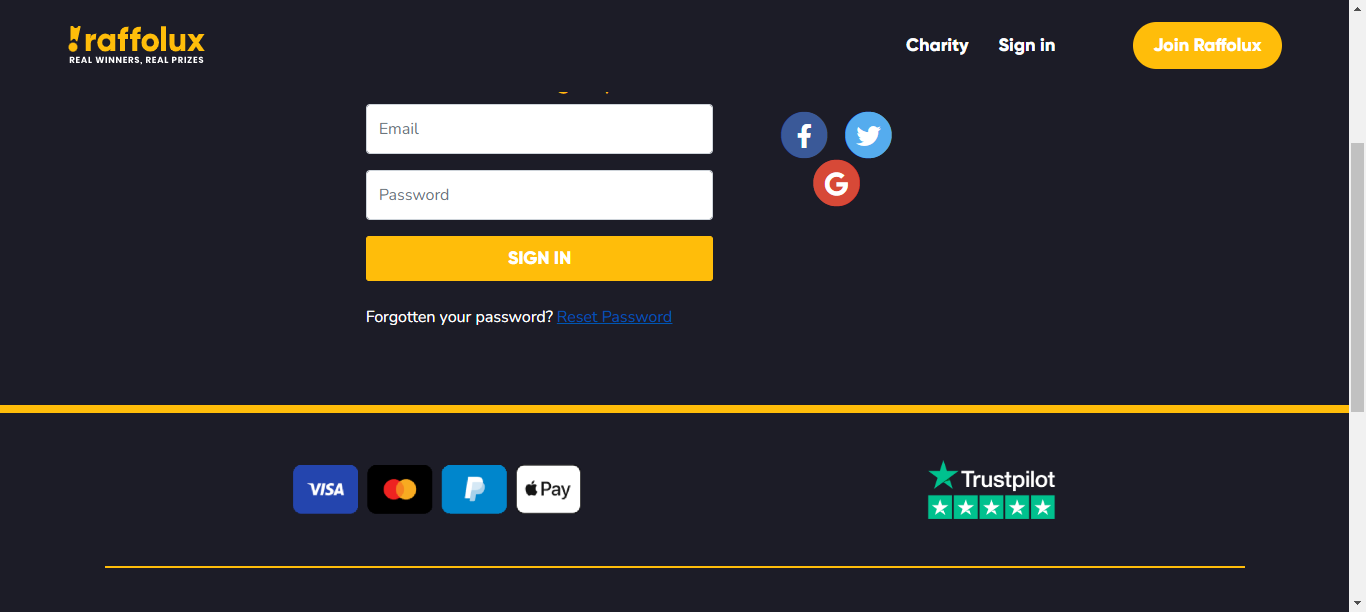 raffolux
REAL WINNERS, REAL PRIZES
Charity
Sign in
Join Raffolux
Email
Password
SIGN IN
Forgotten your password? Reset Password
VISA
Pay
Trustpilot